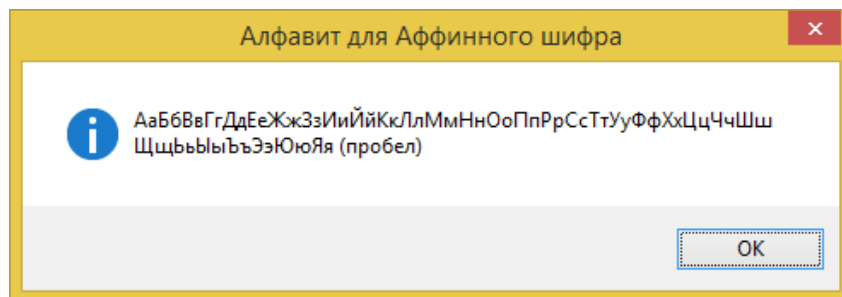 Алфавит для Аффинного шифра
АаБбВвГгДдЕеЖжЗзИиЙйКкЛлМмНнОоПпРрСсТтУуФфХхЦцЧчШш
ЩщЬьЫыЪъЭэЮюЯя (пробел)
OK